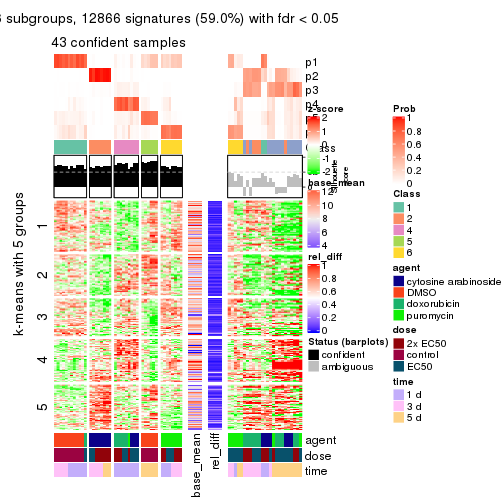 subgroups, 12866 signatures (59.0%) with fdr < 0.05
43 confident samples
p1
p2
p3
p4
k-means with 5 groups
1
2
3
4
5
agent
dose
time
base_mean
rel_diff
z-score
2
1
0
-1
-2
base_mean
12
10
8
6
4
rel_diff
1
0.8
0.6
0.4
0.2
0
Status (barplots)
confident
ambiguous
Prob
1
0.8
0.6
0.4
0.2
0
Class
1
2
4
5
6
agent
cytosine arabinoside
DMSO
doxorubicin
puromycin
dose
2x EC50
control
EC50
time
1 d
3 d
5 d